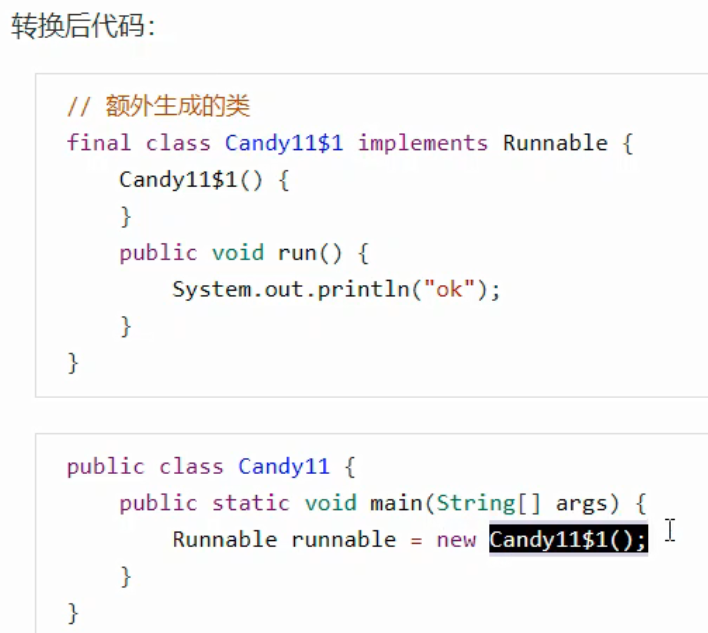 转换后代码：
// 额外生成的类
final class Candy11$1 implements Runnable {
Candy11$1() {
}
public void run() {
System.out.println("ok");
}
}
public class Candy11 {
public static void main(String[] args) {
Runnable runnable = new Candy11$1();
}
}